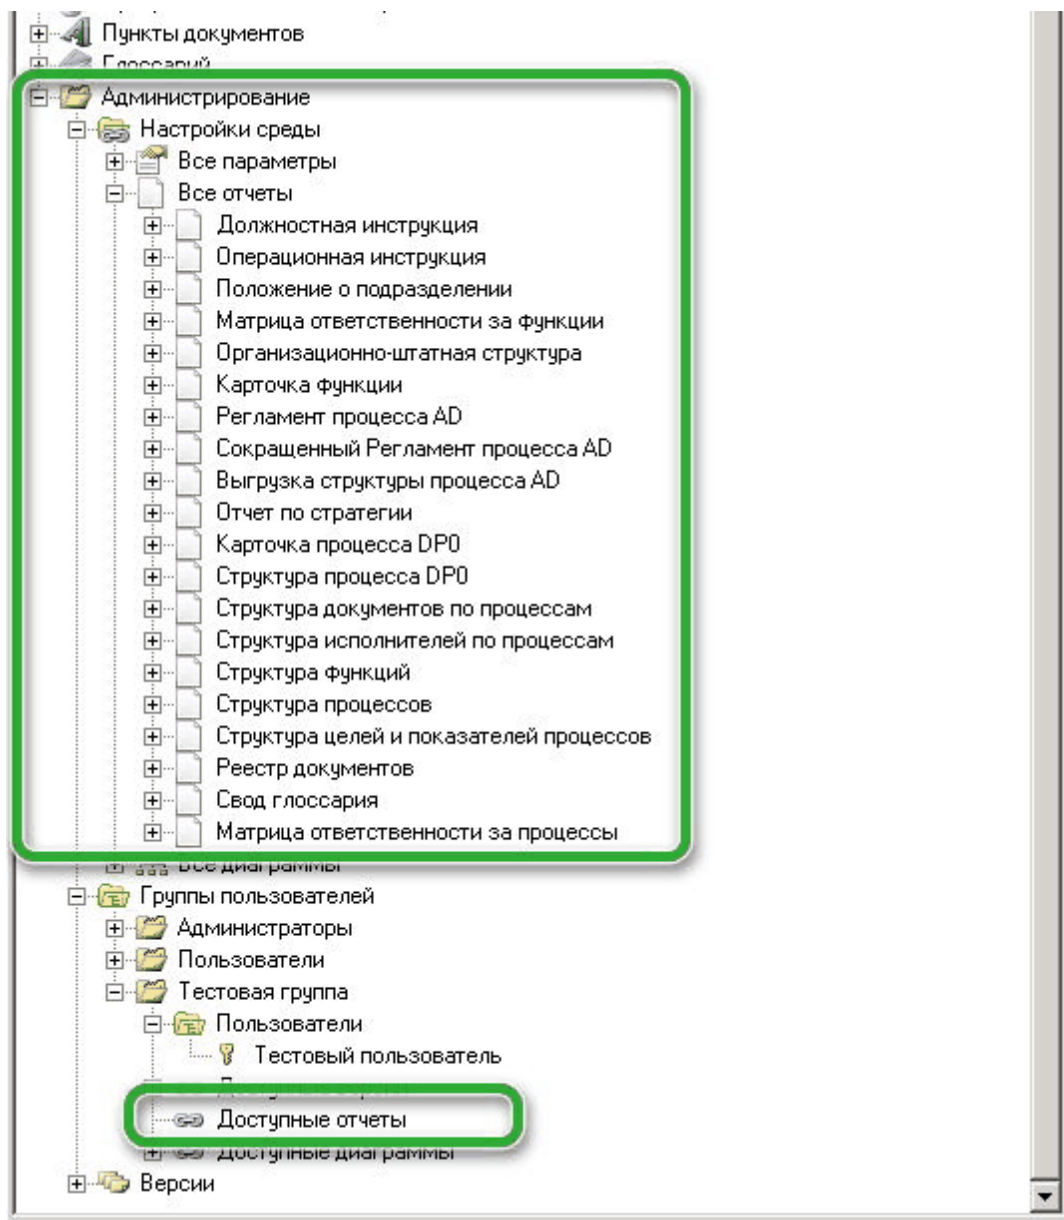 Пункты документов
Глоссарий
Администрирование
Настройки среды
Все параметры
Все отчеты
Должностная инструкция
Операционная инструкция
Положение о подразделении
Матрица ответственности за функции
Организационно-штатная структура
Карточка функции
Регламент процесса AD
Сокращенный Регламент процесса AD
Выгрузка структуры процесса AD
Отчет по стратегии
Карточка процесса DP0
Структура процесса DP0
Структура документов по процессам
Структура исполнителей по процессам
Структура функций
Структура процессов
Структура целей и показателей процессов
Реестр документов
Свод глоссария
Матрица ответственности за процессы
Все диаграммы
Группы пользователей
Администраторы
Пользователи
Тестовая группа
Пользователи
Тестовый пользователь
Доступные отчеты
Доступные диаграммы
Версии